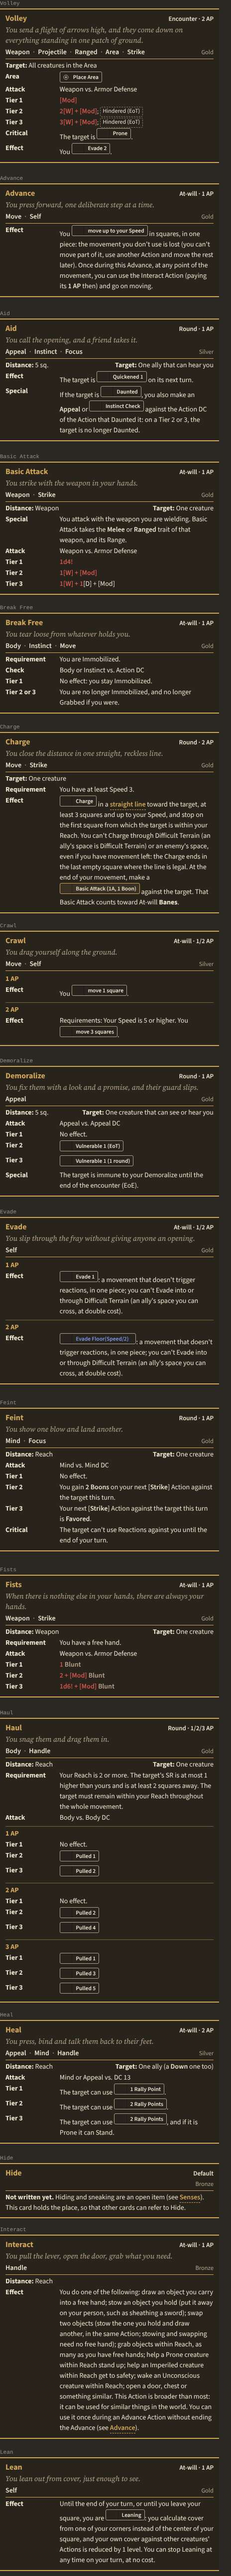 Volley
Volley Encounter · 2 AP
You send a flight of arrows high, and they come down on
everything standing in one patch of ground.
Weapon · Projectile · Ranged · Area · Strike Gold
Target: All creatures in the Area
Area Place Area
Attack Weapon vs. Armor Defense
Tier 1 [Mod]
Tier 2 2[W] + [Mod]; Hindered (EoT)
Tier 3 3[W] + [Mod]; Hindered (EoT)
Critical The target is Prone.
Effect You Evade 2.
Advance
Advance At-will · 1 AP
You press forward, one deliberate step at a time.
Move · Self Gold
Effect You move up to your Speed in squares, in one
piece: the movement you don't use is lost (you can't
move part of it, use another Action and move the rest
later). Once during this Advance, at any point of the
movement, you can use the Interact Action (paying
its 1 AP then) and go on moving.
Aid
Aid Round · 1 AP
You call the opening, and a friend takes it.
Appeal · Instinct · Focus Silver
Distance: 5 sq. Target: One ally that can hear you
Effect The target is Quickened 1 on its next turn.
Special If the target is Daunted, you also make an
Appeal or Instinct Check against the Action DC
of the Action that Daunted it: on a Tier 2 or 3, the
target is no longer Daunted.
Basic Attack
Basic Attack At-will · 1 AP
You strike with the weapon in your hands.
Weapon · Strike Gold
Distance: Weapon Target: One creature
Special You attack with the weapon you are wielding. Basic
Attack takes the Melee or Ranged trait of that
weapon, and its Range.
Attack Weapon vs. Armor Defense
Tier 1 1d4!
Tier 2 1[W] + [Mod]
Tier 3 1[W] + 1[D] + [Mod]
Break Free
Break Free At-will · 1 AP
You tear loose from whatever holds you.
Body · Instinct · Move Gold
Requirement You are Immobilized.
Check Body or Instinct vs. Action DC
Tier 1 No effect: you stay Immobilized.
Tier 2 or 3 You are no longer Immobilized, and no longer
Grabbed if you were.
Charge
Charge Round · 2 AP
You close the distance in one straight, reckless line.
Move · Strike Gold
Target: One creature
Requirement You have at least Speed 3.
Effect Charge in a straight line toward the target, at
least 3 squares and up to your Speed, and stop on
the first square from which the target is within your
Reach. You can't Charge through Difficult Terrain (an
ally's space is Difficult Terrain) or an enemy's space,
even if you have movement left: the Charge ends in
the last empty square where the line is legal. At the
end of your movement, make a
Basic Attack (1A, 1 Boon) against the target. That
Basic Attack counts toward At-will Banes.
Crawl
Crawl At-will · 1/2 AP
You drag yourself along the ground.
Move · Self Silver
1 AP
Effect You move 1 square.
2 AP
Effect Requirements: Your Speed is 5 or higher. You
move 3 squares.
Demoralize
Demoralize Round · 1 AP
You fix them with a look and a promise, and their guard slips.
Appeal Gold
Distance: 5 sq. Target: One creature that can see or hear you
Attack Appeal vs. Appeal DC
Tier 1 No effect.
Tier 2 Vulnerable 1 (EoT)
Tier 3 Vulnerable 1 (1 round)
Special The target is immune to your Demoralize until the
end of the encounter (EoE).
Evade
Evade At-will · 1/2 AP
You slip through the fray without giving anyone an opening.
Self Gold
1 AP
Effect Evade 1: a movement that doesn't trigger
reactions, in one piece; you can't Evade into or
through Difficult Terrain (an ally's space you can
cross, at double cost).
2 AP
Effect Evade Floor(Speed/2): a movement that doesn't
trigger reactions, in one piece; you can't Evade into
or through Difficult Terrain (an ally's space you can
cross, at double cost).
Feint
Feint Round · 1 AP
You show one blow and land another.
Mind · Focus Gold
Distance: Reach Target: One creature
Attack Mind vs. Mind DC
Tier 1 No effect.
Tier 2 You gain 2 Boons on your next [Strike] Action against
the target this turn.
Tier 3 Your next [Strike] Action against the target this turn
is Favored.
Critical The target can't use Reactions against you until the
end of your turn.
Fists
Fists At-will · 1 AP
When there is nothing else in your hands, there are always your
hands.
Weapon · Strike Gold
Distance: Weapon Target: One creature
Requirement You have a free hand.
Attack Weapon vs. Armor Defense
Tier 1 1 Blunt
Tier 2 2 + [Mod] Blunt
Tier 3 1d6! + [Mod] Blunt
Haul
Haul Round · 1/2/3 AP
You snag them and drag them in.
Body · Handle Gold
Distance: Reach Target: One creature
Requirement Your Reach is 2 or more. The target's SR is at most 1
higher than yours and is at least 2 squares away. The
target must remain within your Reach throughout
the whole movement.
Attack Body vs. Body DC
1 AP
Tier 1 No effect.
Tier 2 Pulled 1
Tier 3 Pulled 2
2 AP
Tier 1 No effect.
Tier 2 Pulled 2
Tier 3 Pulled 4
3 AP
Tier 1 Pulled 1
Tier 2 Pulled 3
Tier 3 Pulled 5
Heal
Heal At-will · 2 AP
You press, bind and talk them back to their feet.
Appeal · Mind · Handle Silver
Distance: Reach Target: One ally (a Down one too)
Attack Mind or Appeal vs. DC 13
Tier 1 The target can use 1 Rally Point.
Tier 2 The target can use 2 Rally Points.
Tier 3 The target can use 2 Rally Points, and if it is
Prone it can Stand.
Hide
Hide Default
Bronze
Not written yet. Hiding and sneaking are an open item (see Senses).
This card holds the place, so that other cards can refer to Hide.
Interact
Interact At-will · 1 AP
You pull the lever, open the door, grab what you need.
Handle Bronze
Distance: Reach
Effect You do one of the following: draw an object you carry
into a free hand; stow an object you hold (put it away
on your person, such as sheathing a sword); swap
two objects (stow the one you hold and draw
another, in the same Action; stowing and swapping
need no free hand); grab objects within Reach, as
many as you have free hands; help a Prone creature
within Reach stand up; help an Imperiled creature
within Reach get to safety; wake an Unconscious
creature within Reach; open a door, chest or
something similar. This Action is broader than most:
it can be used for similar things in the world. You can
use it once during an Advance Action without ending
the Advance (see Advance).
Lean
Lean At-will · 1 AP
You lean out from cover, just enough to see.
Self Gold
Effect Until the end of your turn, or until you leave your
square, you are Leaning: you calculate cover
from one of your corners instead of the center of your
square, and your own cover against other creatures'
Actions is reduced by 1 level. You can stop Leaning at
any time on your turn, at no cost.